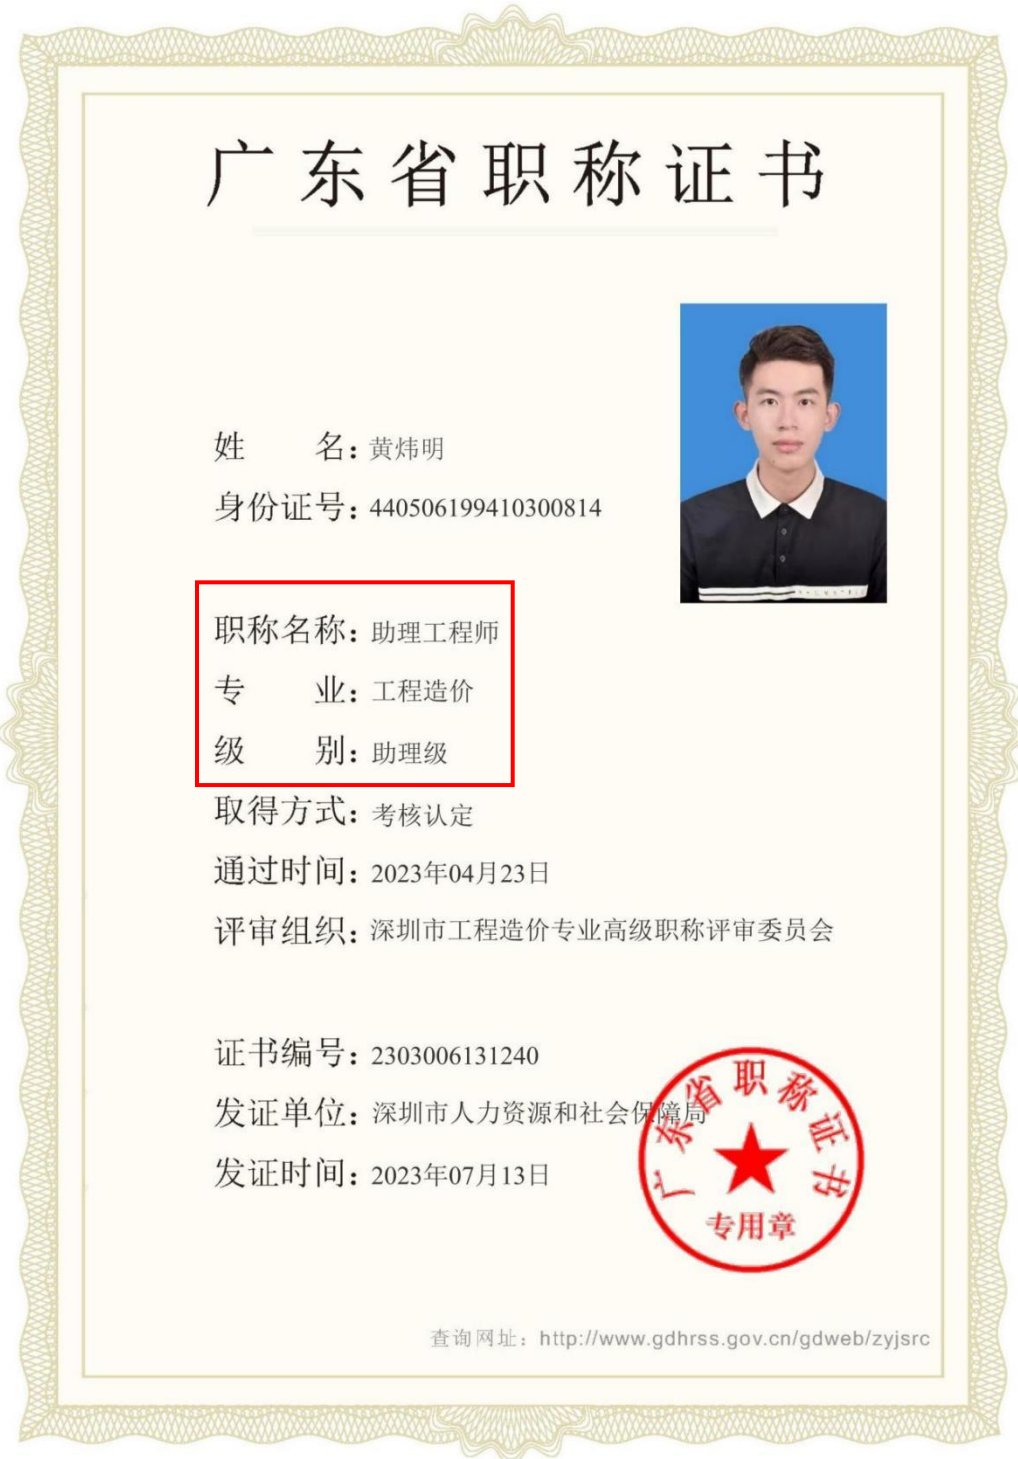 广东省职称证书
姓 名：黄炜明
身份证号：440506199410300814
职称名称：助理工程师
专 业：工程造价
级 别：助理级
取得方式：考核认定
通过时间：2023年04月23日
评审组织：深圳市工程造价专业高级职称评审委员会
证书编号：2303006131240
发证单位：深圳市人力资源和社会保障局
发证时间：2023年07月13日
广东省职称证书
专用章
查询网址：http://www.gdhrss.gov.cn/gdweb/zyjsrc